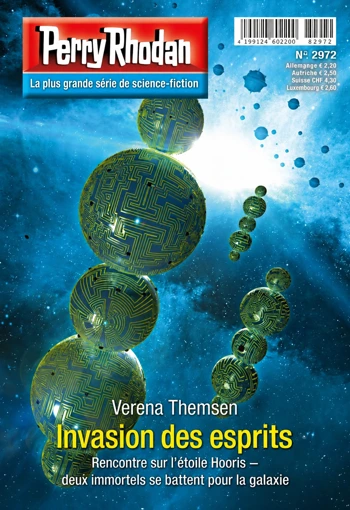 4 199124 602200
82972
Perry Rhodan
La plus grande série de science-fiction
N° 2972
Allemange € 2,20
Autriche € 2,50
Suisse CHF 4,30
Luxembourg € 2,60
Verena Themsen
Invasion des esprits
Rencontre sur l'étoile Hooris –
deux immortels se battent pour la galaxie